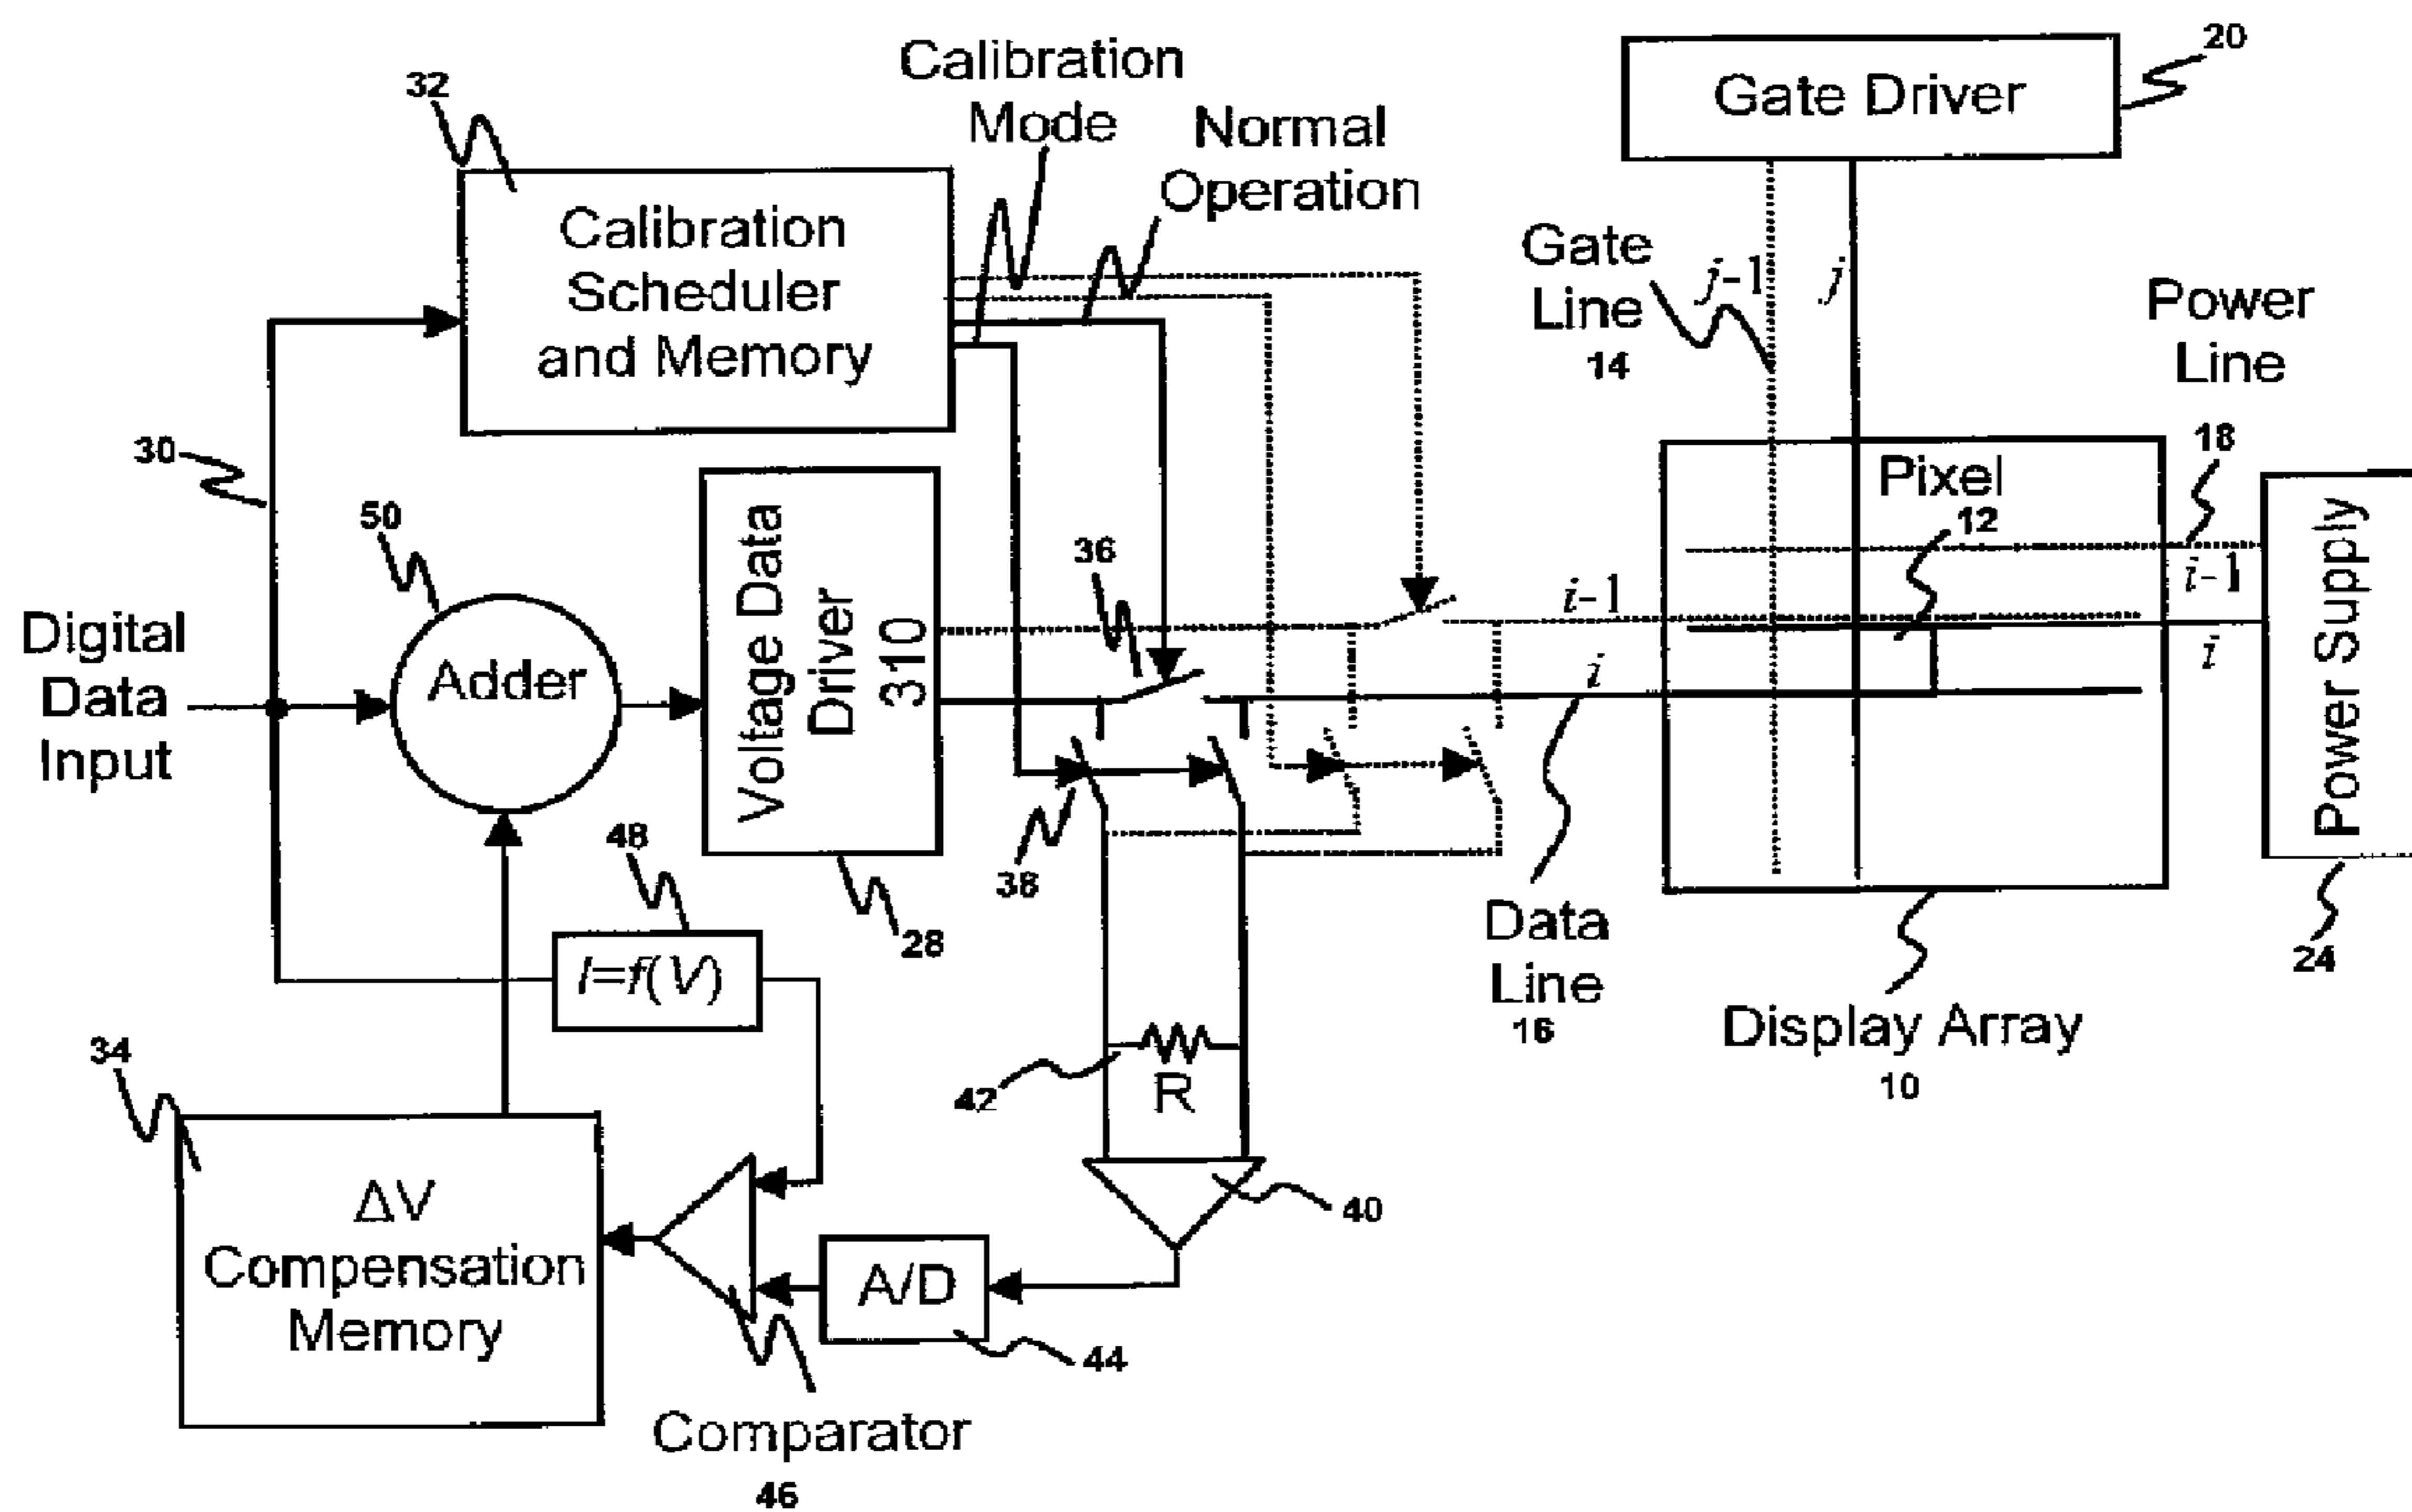 32
Calibration
Mode
Normal
Operation
Gate Driver
20
Calibration
Scheduler
and Memory
Gate
Line
14
j-1
j
Power
Line
18
30
50
Adder
Digital
Data
Input
Voltage Data
Driver
310
28
36
38
i-1
i
Pixel
12
i-1
i
Power Supply
24
Data
Line
16
Display Array
10
48
I=f(V)
42
R
40
34
ΔV
Compensation
Memory
A/D
44
Comparator
46